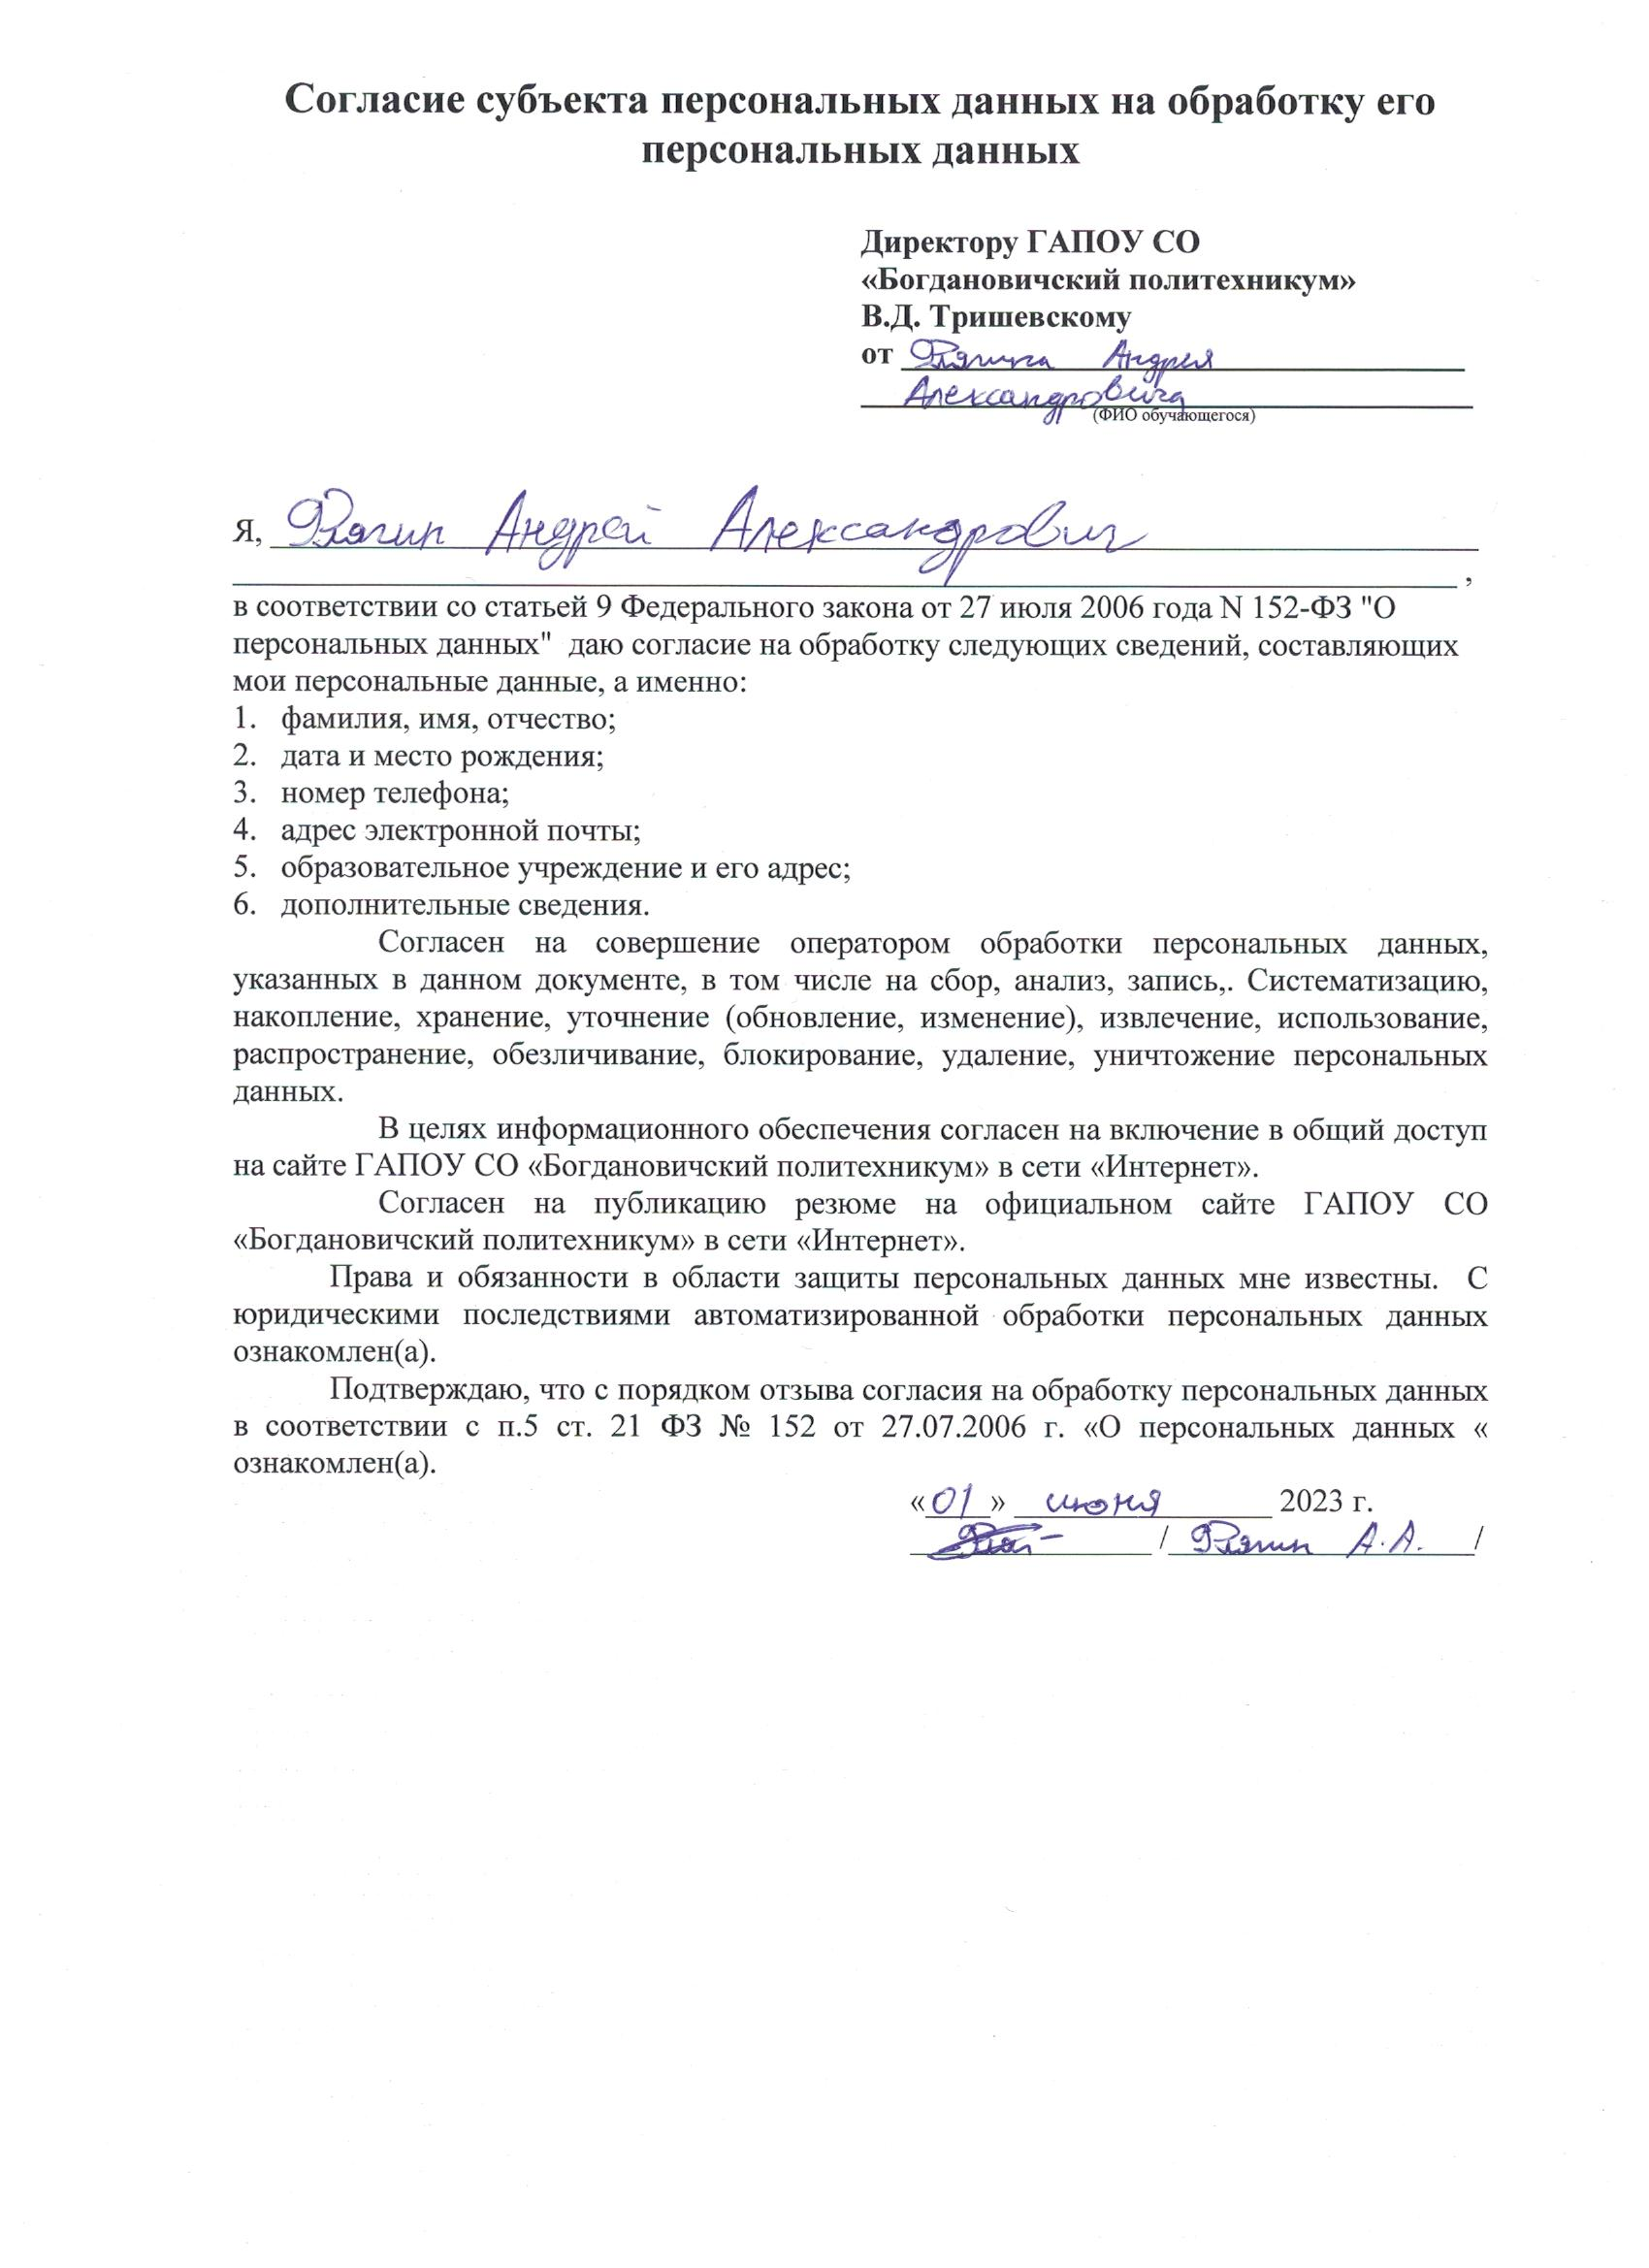 Согласие субъекта персональных данных на обработку его
персональных данных
Директору ГАПОУ СО
«Богдановичский политехникум»
В.Д. Тришевскому
от Андрея
Александровича
(ФИО обучающегося)
Я, Андрей Александрович
,
в соответствии со статьей 9 Федерального закона от 27 июля 2006 года N 152-ФЗ "О
персональных данных" даю согласие на обработку следующих сведений, составляющих
мои персональные данные, а именно:
1. фамилия, имя, отчество;
2. дата и место рождения;
3. номер телефона;
4. адрес электронной почты;
5. образовательное учреждение и его адрес;
6. дополнительные сведения.
Согласен на совершение оператором обработки персональных данных,
указанных в данном документе, в том числе на сбор, анализ, запись,. Систематизацию,
накопление, хранение, уточнение (обновление, изменение), извлечение, использование,
распространение, обезличивание, блокирование, удаление, уничтожение персональных
данных.
В целях информационного обеспечения согласен на включение в общий доступ
на сайте ГАПОУ СО «Богдановичский политехникум» в сети «Интернет».
Согласен на публикацию резюме на официальном сайте ГАПОУ СО
«Богдановичский политехникум» в сети «Интернет».
Права и обязанности в области защиты персональных данных мне известны. С
юридическими последствиями автоматизированной обработки персональных данных
ознакомлен(а).
Подтверждаю, что с порядком отзыва согласия на обработку персональных данных
в соответствии с п.5 ст. 21 ФЗ № 152 от 27.07.2006 г. «О персональных данных «
ознакомлен(а).
«01» июня 2023 г.
/ А.А. /